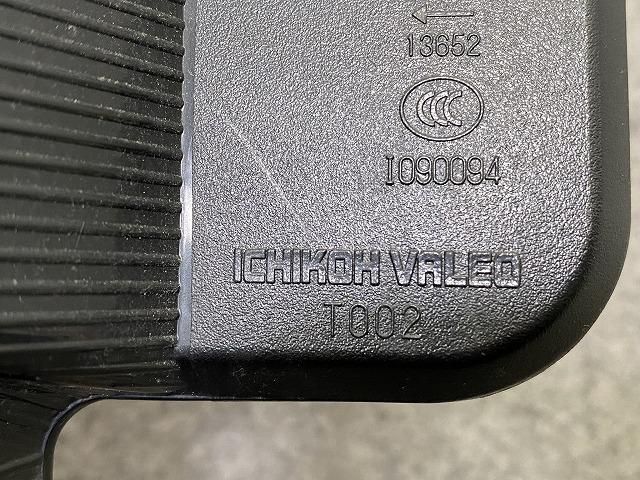 13652
CCC
I090094
ICHIKOH VALEO
T002